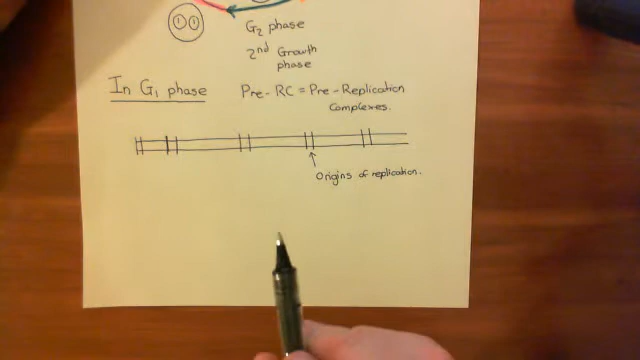 G2 phase
2nd Growth
phase
In G1 phase
Pre-RC = Pre-Replication
Complexes.
Origins of replication.